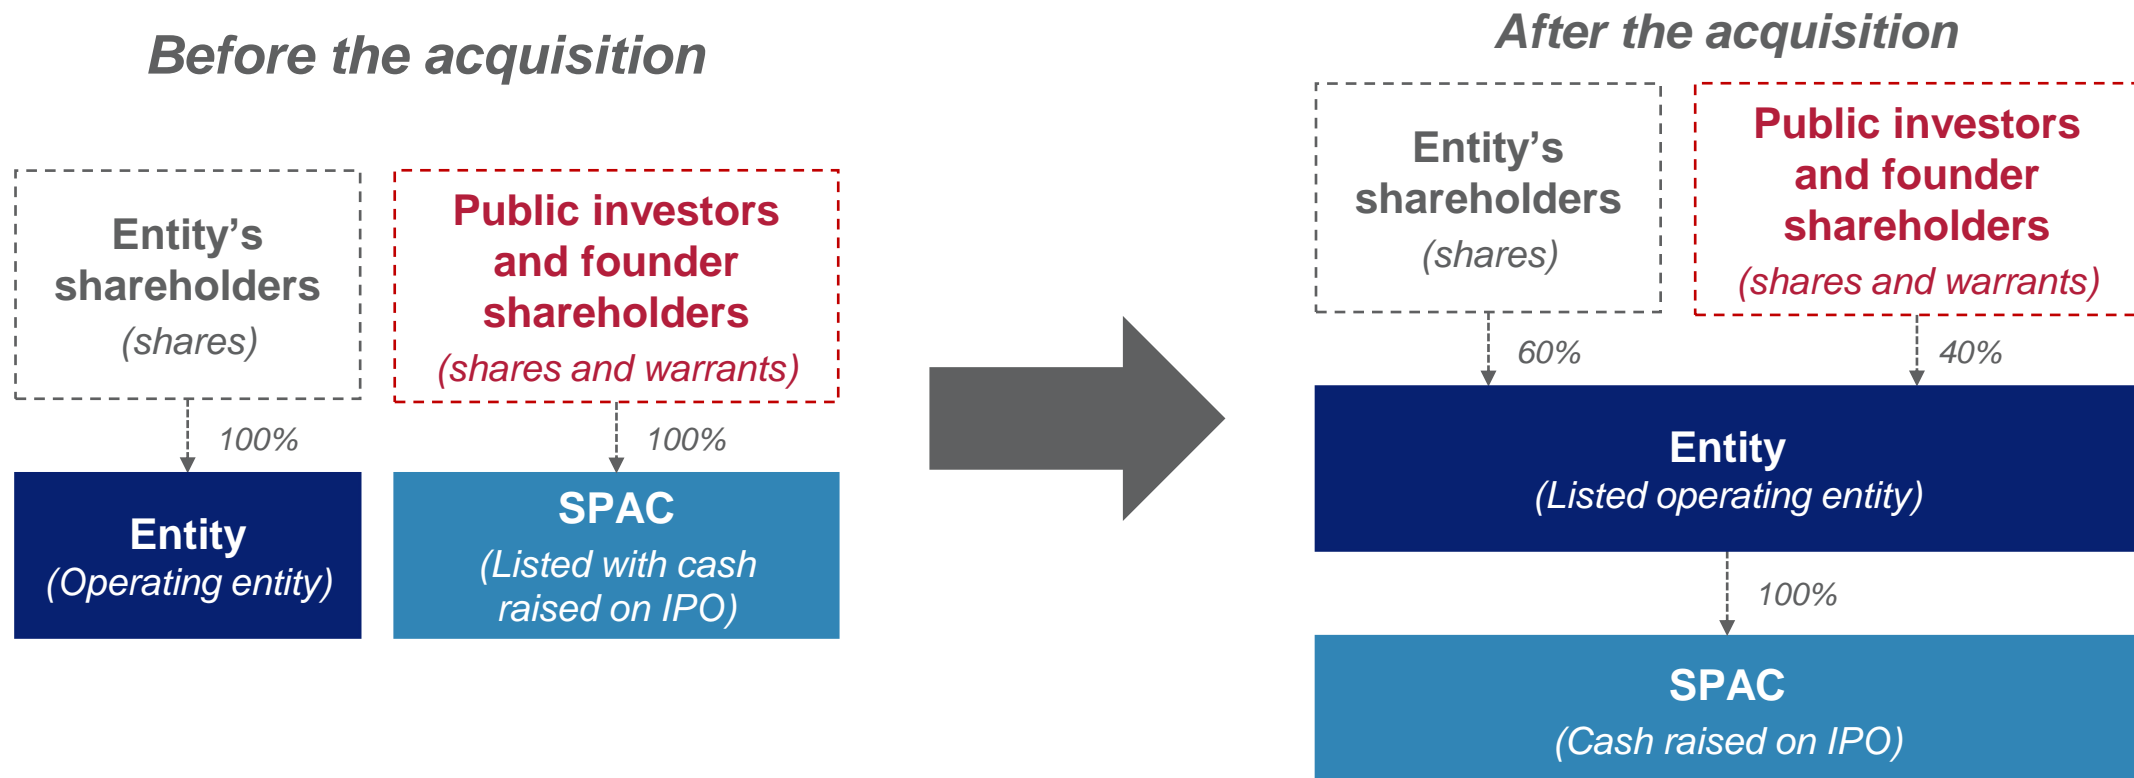 Before the acquisition
Entity’s
shareholders
(shares)
100%
Entity
(Operating entity)
Public investors
and founder
shareholders
(shares and warrants)
100%
SPAC
(Listed with cash
raised on IPO)
After the acquisition
Entity’s
shareholders
(shares)
60%
Public investors
and founder
shareholders
(shares and warrants)
40%
Entity
(Listed operating entity)
100%
SPAC
(Cash raised on IPO)